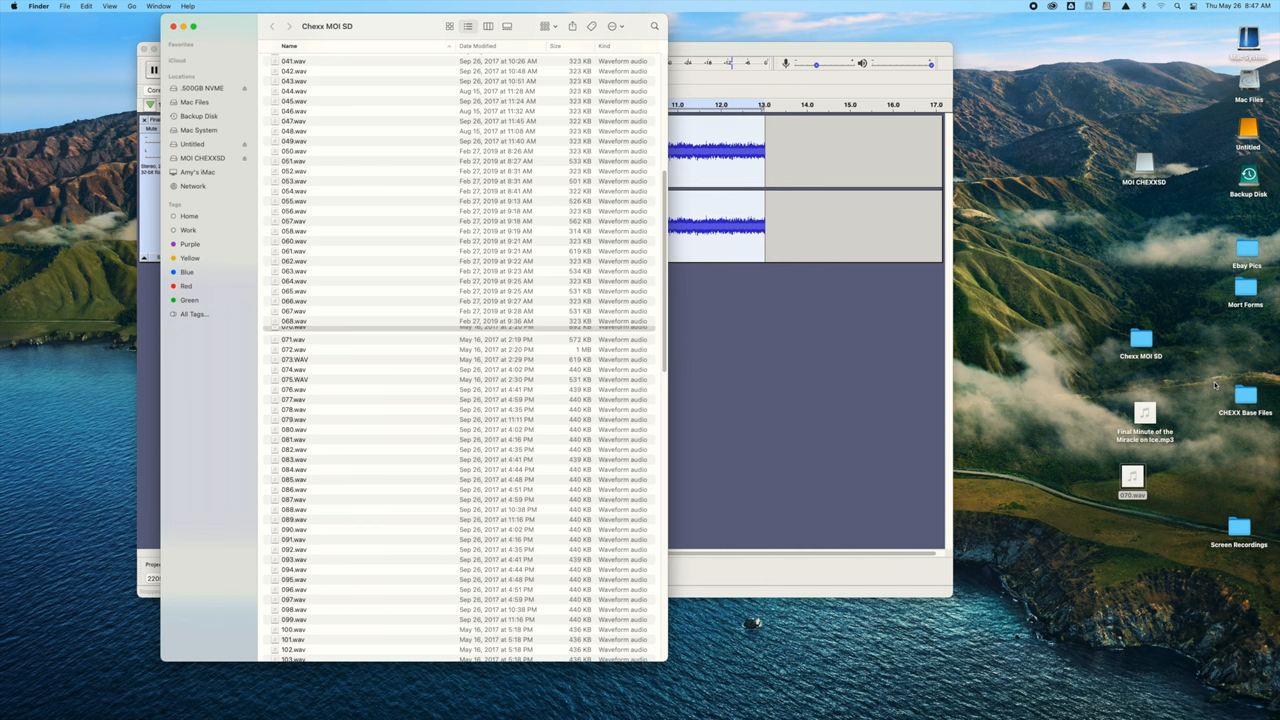 Finder File Edit View Go Window Help
Thu May 26 8:47 AM
Chexx MOI SD
Favorites
iCloud
Locations
.500GB NVME
Mac Files
Backup Disk
Mac System
Untitled
MOI CHEXXSD
Amy's iMac
Network
Tags
Home
Work
Purple
Yellow
Blue
Red
Green
All Tags...
Name Date Modified Size Kind
041.wav Sep 26, 2017 at 10:26 AM 323 KB Waveform audio
042.wav Sep 26, 2017 at 10:48 AM 323 KB Waveform audio
043.wav Sep 26, 2017 at 10:51 AM 323 KB Waveform audio
044.wav Aug 15, 2017 at 11:28 AM 323 KB Waveform audio
045.wav Sep 26, 2017 at 11:24 AM 323 KB Waveform audio
046.wav Aug 15, 2017 at 11:32 AM 323 KB Waveform audio
047.wav Sep 26, 2017 at 11:45 AM 322 KB Waveform audio
048.wav Aug 15, 2017 at 11:08 AM 323 KB Waveform audio
049.wav Sep 26, 2017 at 11:40 AM 323 KB Waveform audio
050.wav Feb 27, 2019 at 8:26 AM 323 KB Waveform audio
051.wav Feb 27, 2019 at 8:27 AM 533 KB Waveform audio
052.wav Feb 27, 2019 at 8:31 AM 323 KB Waveform audio
053.wav Feb 27, 2019 at 8:31 AM 501 KB Waveform audio
054.wav Feb 27, 2019 at 8:41 AM 322 KB Waveform audio
055.wav Feb 27, 2019 at 9:13 AM 526 KB Waveform audio
056.wav Feb 27, 2019 at 9:18 AM 323 KB Waveform audio
057.wav Feb 27, 2019 at 9:18 AM 562 KB Waveform audio
058.wav Feb 27, 2019 at 9:19 AM 314 KB Waveform audio
060.wav Feb 27, 2019 at 9:21 AM 323 KB Waveform audio
061.wav Feb 27, 2019 at 9:21 AM 619 KB Waveform audio
062.wav Feb 27, 2019 at 9:22 AM 323 KB Waveform audio
063.wav Feb 27, 2019 at 9:23 AM 534 KB Waveform audio
064.wav Feb 27, 2019 at 9:25 AM 323 KB Waveform audio
065.wav Feb 27, 2019 at 9:25 AM 531 KB Waveform audio
066.wav Feb 27, 2019 at 9:27 AM 323 KB Waveform audio
067.wav Feb 27, 2019 at 9:28 AM 531 KB Waveform audio
068.wav Feb 27, 2019 at 9:36 AM 323 KB Waveform audio
070.wav May 16, 2017 at 2:20 PM 692 KB Waveform audio
071.wav May 16, 2017 at 2:19 PM 572 KB Waveform audio
072.wav May 16, 2017 at 2:20 PM 1 MB Waveform audio
073.WAV May 16, 2017 at 2:29 PM 619 KB Waveform audio
074.wav Sep 26, 2017 at 4:02 PM 440 KB Waveform audio
075.WAV May 16, 2017 at 2:30 PM 531 KB Waveform audio
076.wav Sep 26, 2017 at 4:41 PM 439 KB Waveform audio
077.wav Sep 26, 2017 at 4:02 PM 440 KB Waveform audio
078.wav Sep 26, 2017 at 4:35 PM 440 KB Waveform audio
079.wav Sep 26, 2017 at 11:11 PM 440 KB Waveform audio
080.wav Sep 26, 2017 at 4:02 PM 440 KB Waveform audio
081.wav Sep 26, 2017 at 4:16 PM 440 KB Waveform audio
082.wav Sep 26, 2017 at 4:35 PM 440 KB Waveform audio
083.wav Sep 26, 2017 at 4:41 PM 439 KB Waveform audio
084.wav Sep 26, 2017 at 4:44 PM 440 KB Waveform audio
085.wav Sep 26, 2017 at 4:48 PM 440 KB Waveform audio
086.wav Sep 26, 2017 at 4:51 PM 440 KB Waveform audio
087.wav Sep 26, 2017 at 4:59 PM 440 KB Waveform audio
088.wav Sep 26, 2017 at 10:38 PM 440 KB Waveform audio
089.wav Sep 26, 2017 at 11:16 PM 440 KB Waveform audio
090.wav Sep 26, 2017 at 4:02 PM 440 KB Waveform audio
091.wav Sep 26, 2017 at 4:16 PM 440 KB Waveform audio
092.wav Sep 26, 2017 at 4:35 PM 440 KB Waveform audio
093.wav Sep 26, 2017 at 4:41 PM 439 KB Waveform audio
094.wav Sep 26, 2017 at 4:44 PM 440 KB Waveform audio
095.wav Sep 26, 2017 at 4:48 PM 440 KB Waveform audio
096.wav Sep 26, 2017 at 4:51 PM 440 KB Waveform audio
097.wav Sep 26, 2017 at 4:59 PM 440 KB Waveform audio
098.wav Sep 26, 2017 at 10:38 PM 440 KB Waveform audio
099.wav Sep 26, 2017 at 11:16 PM 440 KB Waveform audio
100.wav May 16, 2017 at 5:18 PM 436 KB Waveform audio
101.wav May 16, 2017 at 5:18 PM 436 KB Waveform audio
102.wav May 16, 2017 at 5:18 PM 436 KB Waveform audio
103.wav May 16, 2017 at 5:18 PM 436 KB Waveform audio
11.0 12.0 13.0 14.0 15.0 16.0 17.0
Mute
Mac System
Mac Files
Untitled
MOI CHEXXSD
Backup Disk
Ebay Pics
Mort Forms
Chexx MOI SD
CHEXX Base Files
Final Minute of the
Miracle on Ice.mp3
070.wav
Screen Recordings